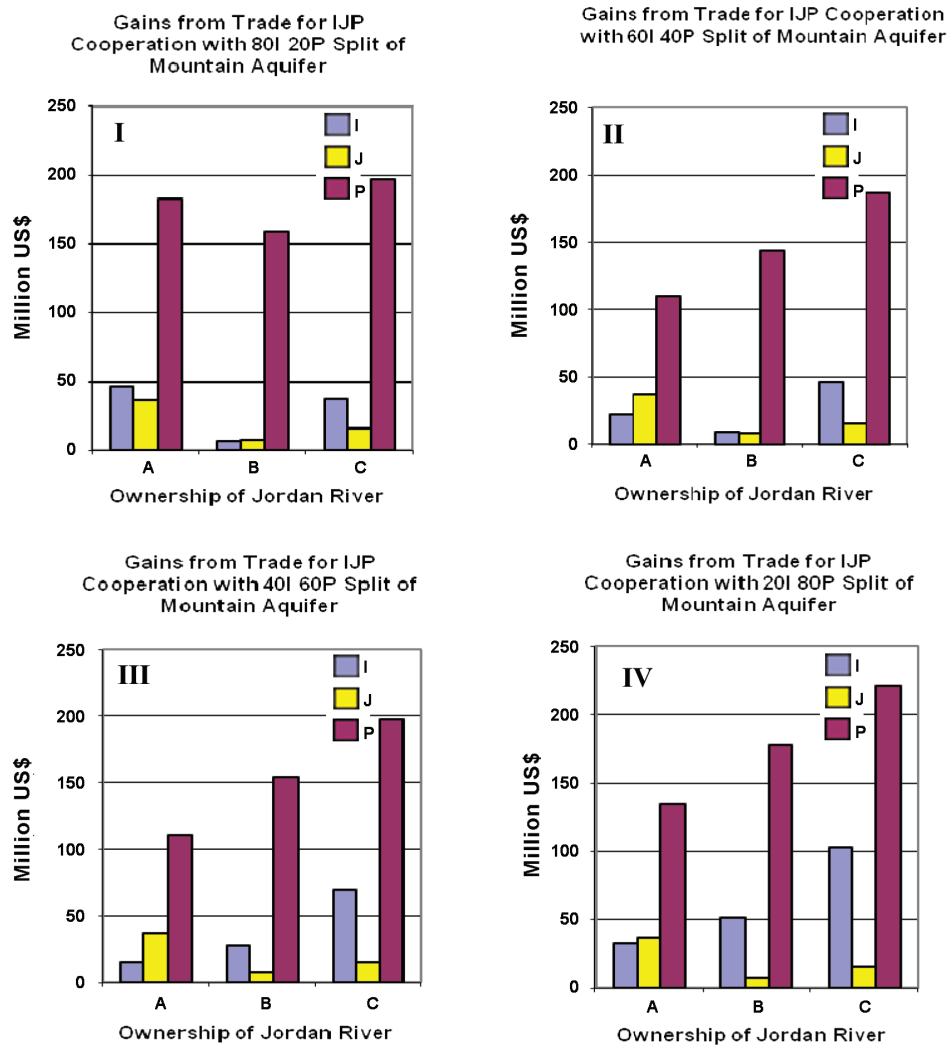 Gains from Trade for IJP
Cooperation with 80I 20P Split of
Mountain Aquifer
I
I
J
P
250
200
150
100
50
0
Million US$
A B C
Ownership of Jordan River
Gains from Trade for IJP Cooperation
with 60I 40P Split of Mountain Aquifer
II
I
J
P
250
200
150
100
50
0
Million US$
A B C
Ownership of Jordan River
Gains from Trade for IJP
Cooperation with 40I 60P Split of
Mountain Aquifer
III
I
J
P
250
200
150
100
50
0
Million US$
A B C
Ownership of Jordan River
Gains from Trade for IJP
Cooperation with 20I 80P Split of
Mountain Aquifer
IV
I
J
P
250
200
150
100
50
0
Million US$
A B C
Ownership of Jordan River